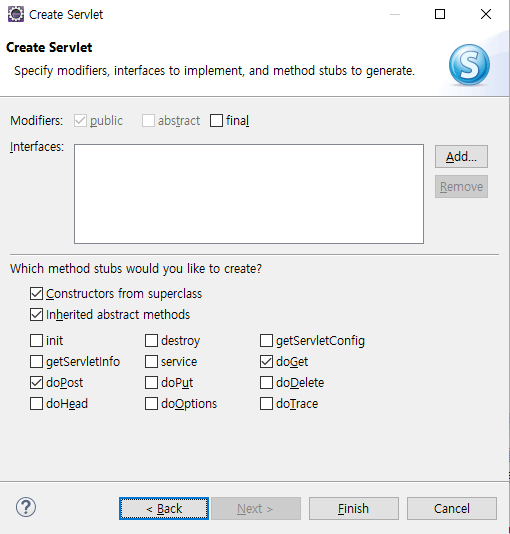 Create Servlet
Create Servlet
Specify modifiers, interfaces to implement, and method stubs to generate.
S
Modifiers: public abstract final
Interfaces:
Add...
Remove
Which method stubs would you like to create?
Constructors from superclass
Inherited abstract methods
init destroy getServletConfig
getServletInfo service doGet
doPost doPut doDelete
doHead doOptions doTrace
? < Back Next > Finish Cancel